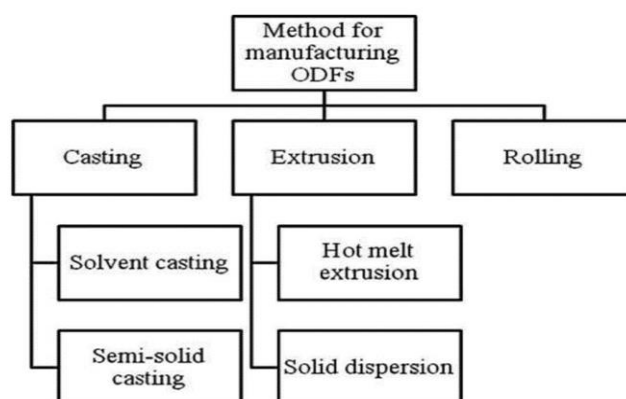 Method for
manufacturing
ODFs
Casting
Extrusion
Rolling
Solvent casting
Hot melt
extrusion
Semi-solid
casting
Solid dispersion